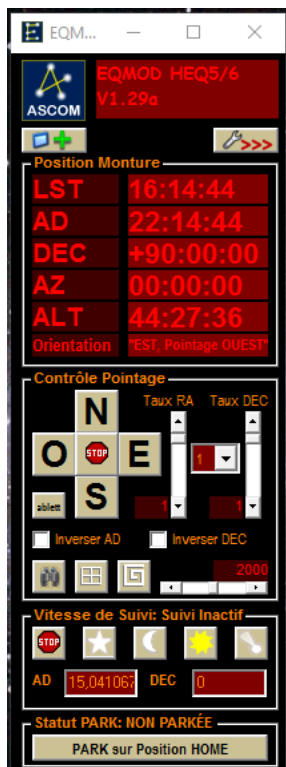 EQM...
EQMOD HEQ5/6
V1.29a
ASCOM
>>>
Position Monture
LST 16:14:44
AD 22:14:44
DEC +90:00:00
AZ 00:00:00
ALT 44:27:36
Orientation "EST, Pointage OUEST"
Contrôle Pointage
N Taux RA Taux DEC
O STOP E 1
ablett S 1 1
Inverser AD Inverser DEC
2000
Vitesse de Suivi: Suivi Inactif
STOP
AD 15,041067 DEC 0
Statut PARK: NON PARKÉE
PARK sur Position HOME